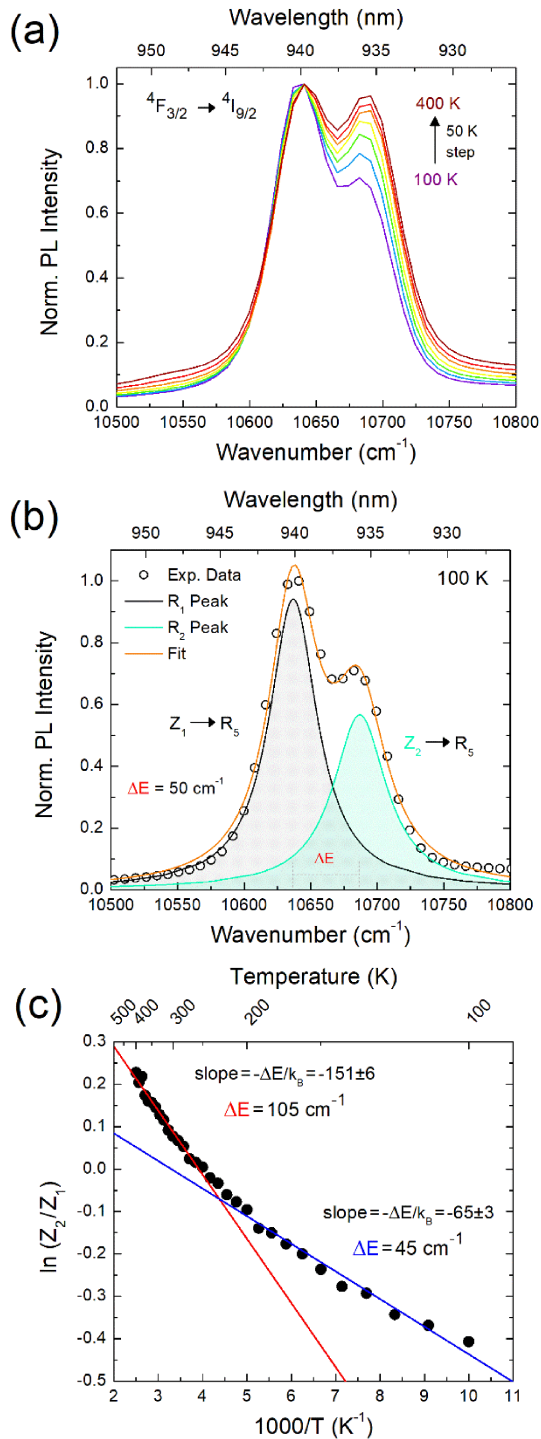 (a)
Wavelength (nm)
950 945 940 935 930
⁴F₃/₂ → ⁴I₉/₂
400 K
50 K
step
100 K
Norm. PL Intensity
1.0
0.8
0.6
0.4
0.2
0.0
10500 10550 10600 10650 10700 10750 10800
Wavenumber (cm⁻¹)
(b)
Wavelength (nm)
950 945 940 935 930
Exp. Data
R₁ Peak
R₂ Peak
Fit
100 K
Z₁ → R₅
Z₂ → R₅
ΔE = 50 cm⁻¹
ΔE
Norm. PL Intensity
1.0
0.8
0.6
0.4
0.2
0.0
10500 10550 10600 10650 10700 10750 10800
Wavenumber (cm⁻¹)
(c)
Temperature (K)
500 400 300 200 100
slope = -ΔE/k_B = -151±6
ΔE = 105 cm⁻¹
slope = -ΔE/k_B = -65±3
ΔE = 45 cm⁻¹
ln (Z₂/Z₁)
0.3
0.2
0.1
0.0
-0.1
-0.2
-0.3
-0.4
-0.5
2 3 4 5 6 7 8 9 10 11
1000/T (K⁻¹)